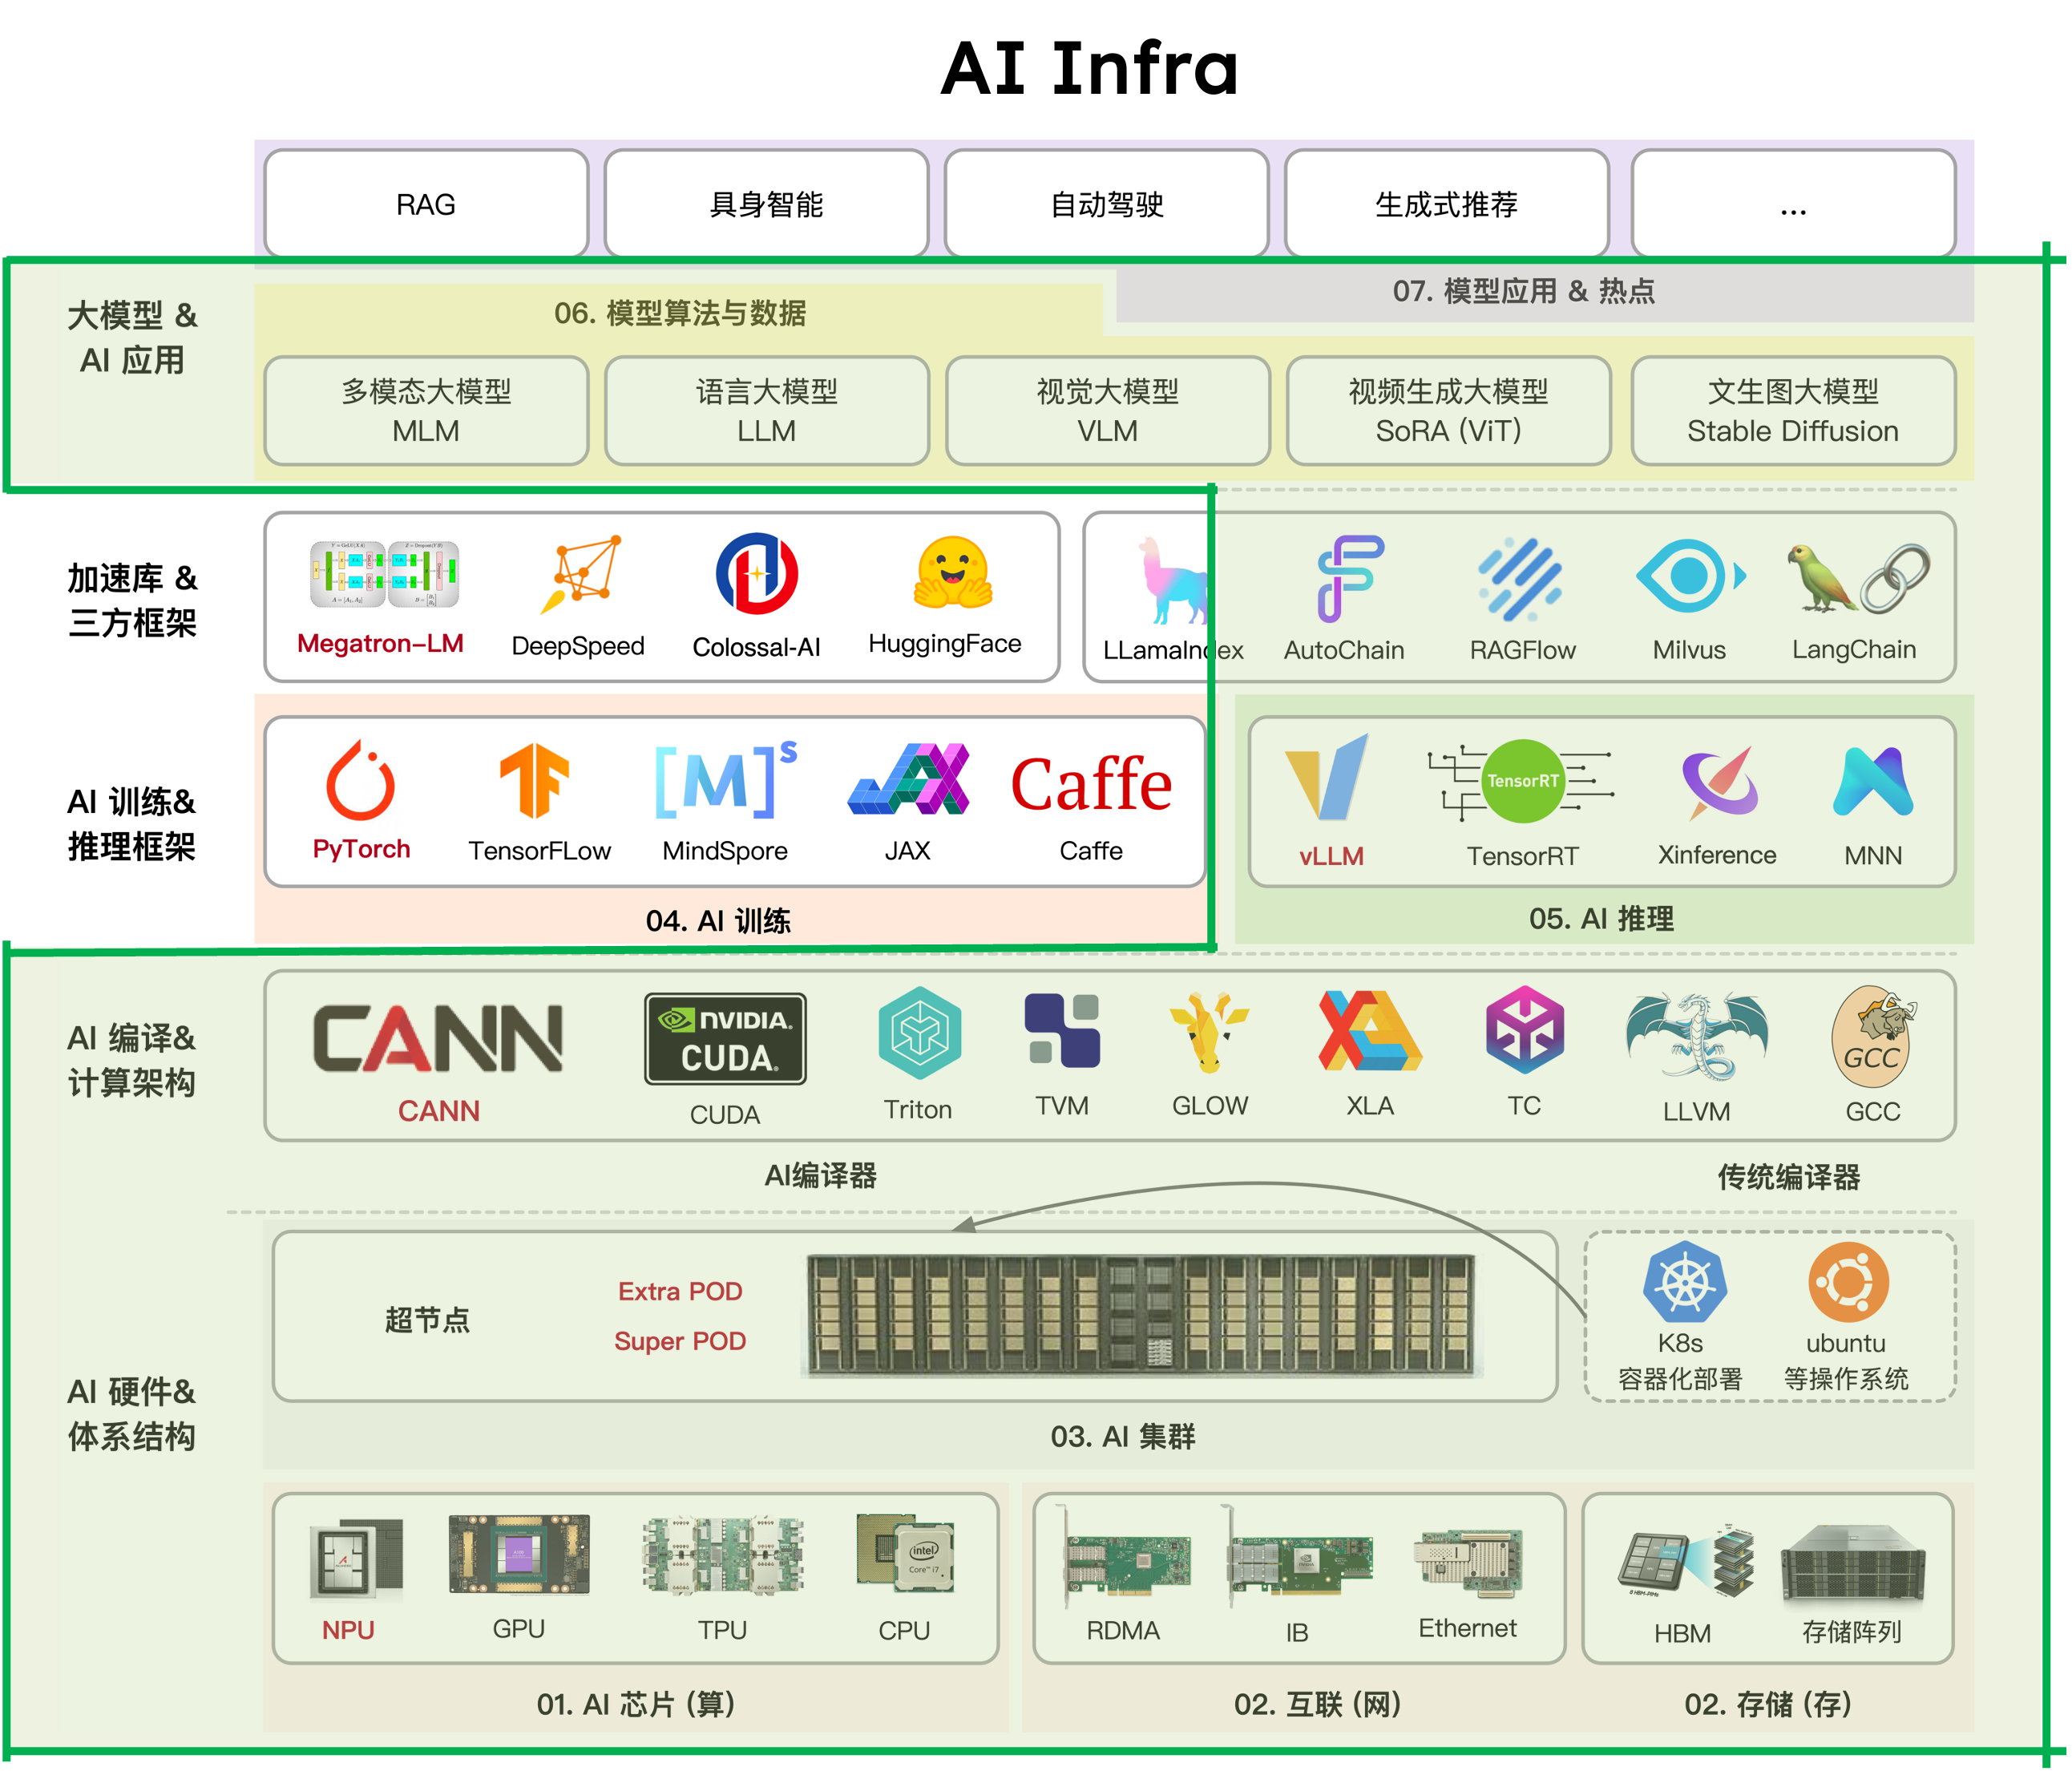 AI Infra
RAG
具身智能
自动驾驶
生成式推荐
...
大模型 &
AI 应用
06. 模型算法与数据
07. 模型应用 & 热点
多模态大模型
MLM
语言大模型
LLM
视觉大模型
VLM
视频生成大模型
SoRA (ViT)
文生图大模型
Stable Diffusion
加速库 &
三方框架
Megatron-LM
DeepSpeed
Colossal-AI
HuggingFace
LLamaIndex
AutoChain
RAGFlow
Milvus
LangChain
AI 训练&
推理框架
[M]s
Caffe
TensorRT
PyTorch
TensorFLow
MindSpore
JAX
Caffe
vLLM
TensorRT
Xinference
MNN
04. AI 训练
05. AI 推理
AI 编译&
计算架构
CANN
NVIDIA.
CUDA.
GCC
CANN
CUDA
Triton
TVM
GLOW
XLA
TC
LLVM
GCC
AI编译器
传统编译器
AI 硬件&
体系结构
超节点
Extra POD
Super POD
K8s
容器化部署
ubuntu
等操作系统
03. AI 集群
intel
Core i7
NPU
GPU
TPU
CPU
RDMA
IB
Ethernet
HBM
存储阵列
01. AI 芯片 (算)
02. 互联 (网)
02. 存储 (存)